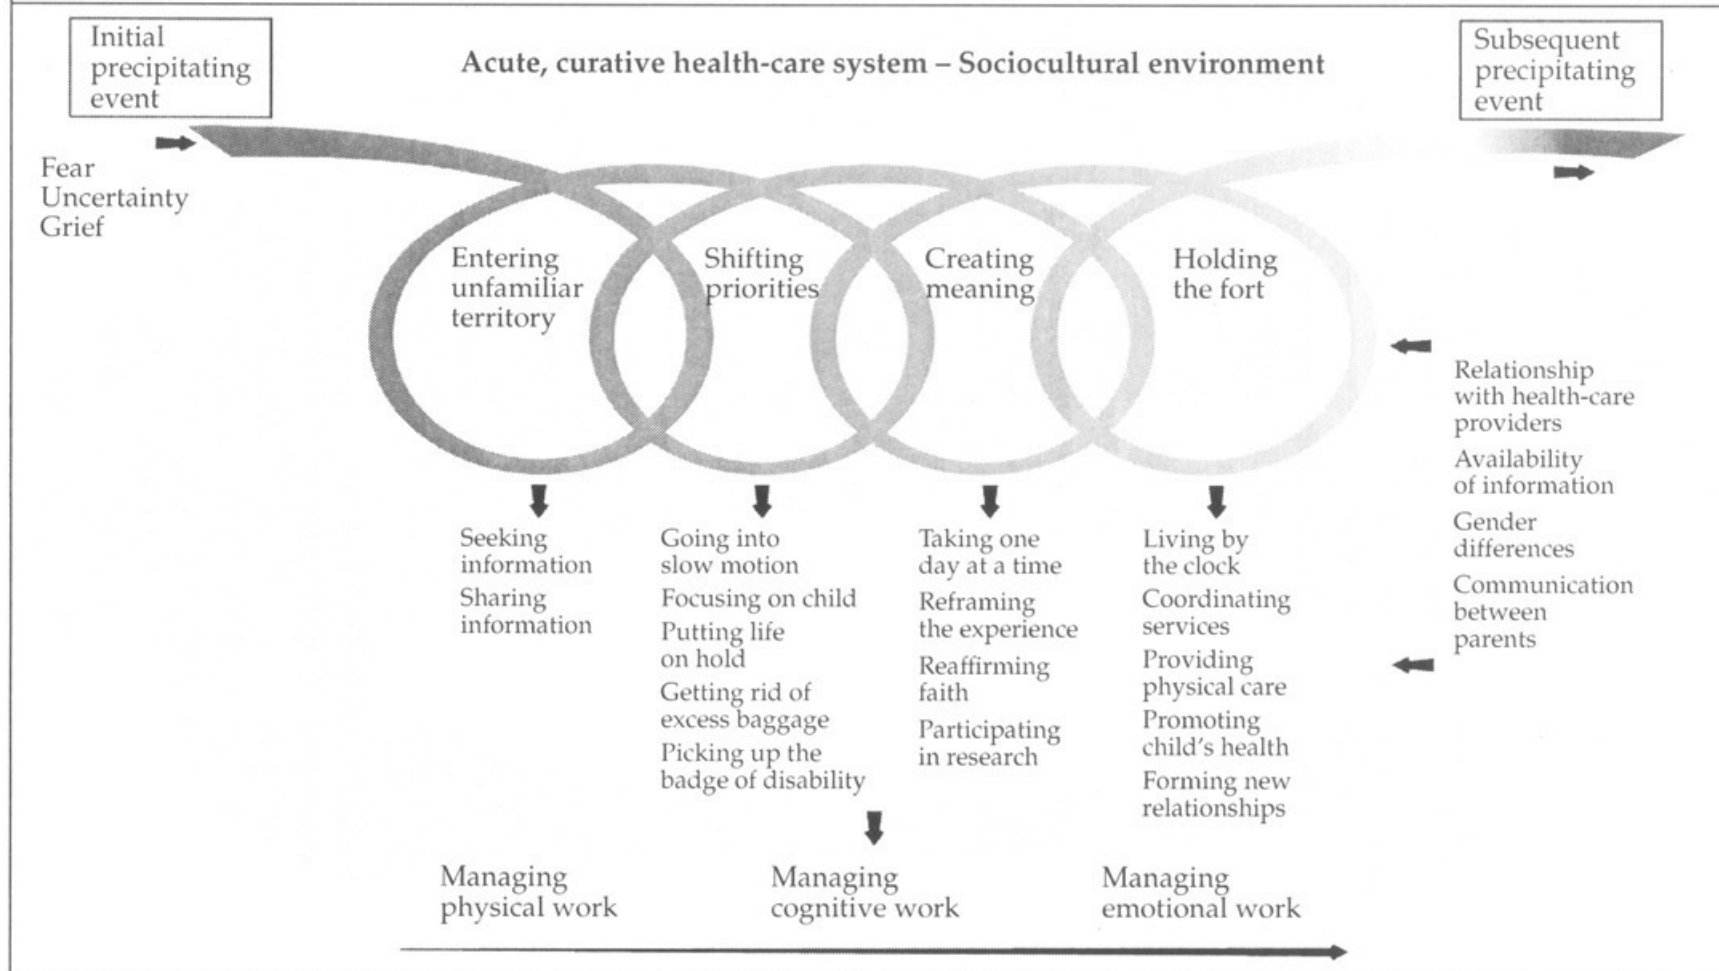 Initial
precipitating
event
Acute, curative health-care system – Sociocultural environment
Subsequent
precipitating
event
Fear
Uncertainty
Grief
Entering
unfamiliar
territory
Shifting
priorities
Creating
meaning
Holding
the fort
Relationship
with health-care
providers
Availability
of information
Gender
differences
Communication
between
parents
Seeking
information
Sharing
information
Going into
slow motion
Focusing on child
Putting life
on hold
Getting rid of
excess baggage
Picking up the
badge of disability
Taking one
day at a time
Reframing
the experience
Reaffirming
faith
Participating
in research
Living by
the clock
Coordinating
services
Providing
physical care
Promoting
child's health
Forming new
relationships
Managing
physical work
Managing
cognitive work
Managing
emotional work